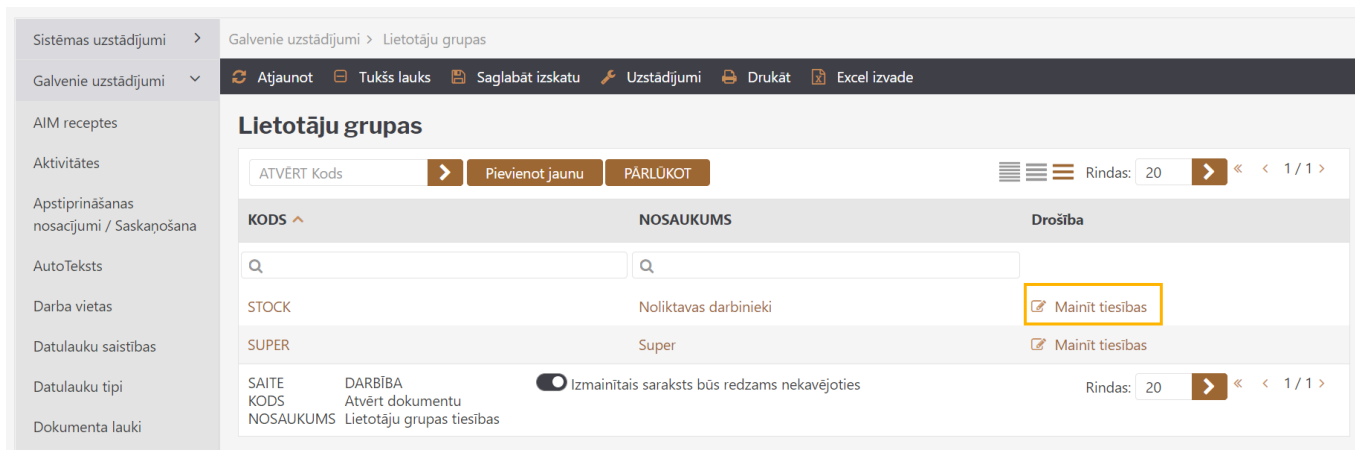 Sistēmas uzstādījumi
Galvenie uzstādījumi
AIM receptes
Aktivitātes
Apstiprināšanas
nosacījumi / Saskaņošana
AutoTeksts
Darba vietas
Datulauku saistības
Datulauku tipi
Dokumenta lauki
Galvenie uzstādījumi > Lietotāju grupas
Atjaunot Tukšs lauks Saglabāt izskatu Uzstādījumi Drukāt Excel izvade
Lietotāju grupas
ATVĒRT Kods Pievienot jaunu PĀRLŪKOT Rindas: 20 « < 1 / 1 >
KODS NOSAUKUMS Drošība
STOCK Noliktavas darbinieki Mainīt tiesības
SUPER Super Mainīt tiesības
SAITE DARBĪBA Izmainītais saraksts būs redzams nekavējoties Rindas: 20 « < 1 / 1 >
KODS Atvērt dokumentu
NOSAUKUMS Lietotāju grupas tiesības